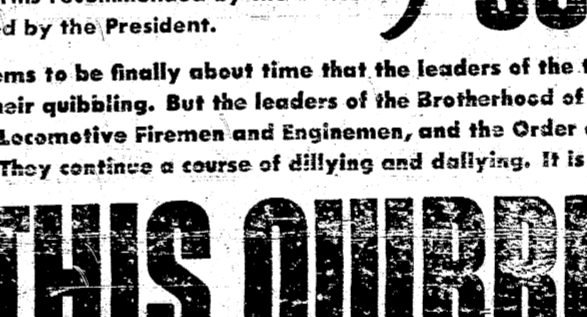 d by the President.
ems to be finally about time that the leaders of the
heir quibbling. But the leaders of the Brotherhood of
Locomotive Firemen and Enginemen, and the Order
They continue a course of dillying and dallying. It is
THIS QUIBB